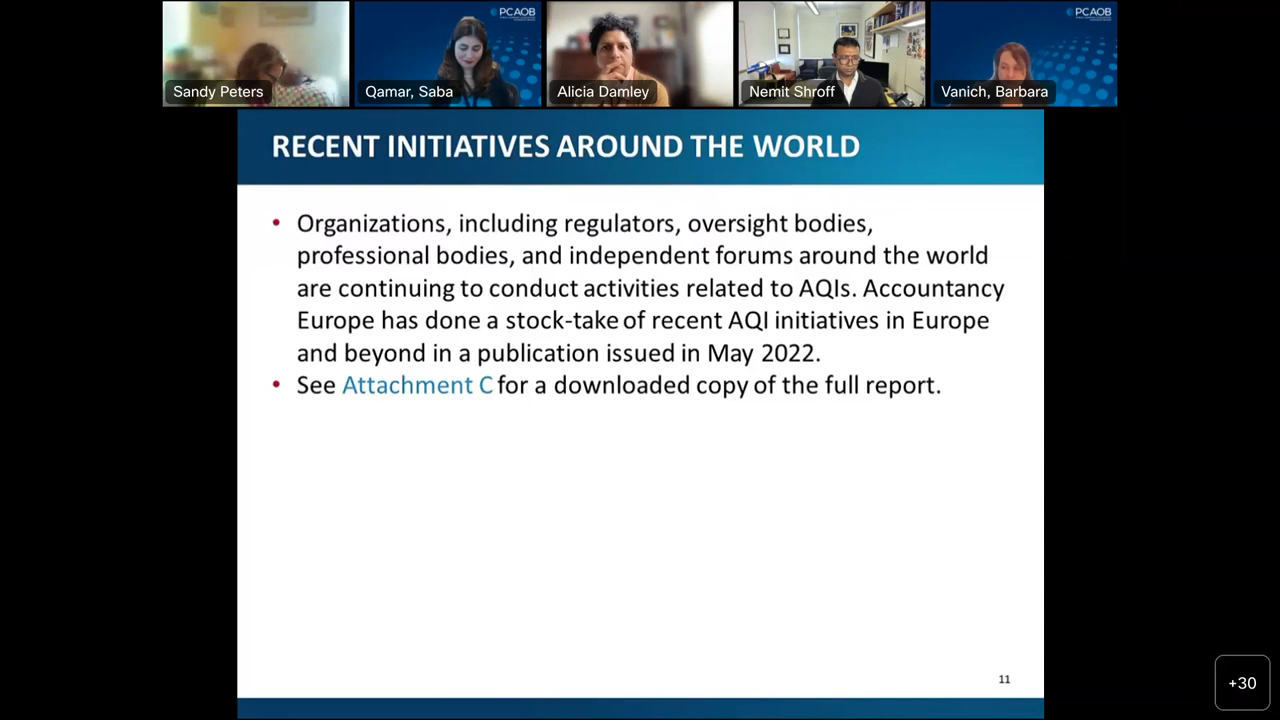 PCAOB
PCAOB
Sandy Peters
Qamar, Saba
Alicia Damley
Nemit Shroff
Vanich, Barbara
RECENT INITIATIVES AROUND THE WORLD
• Organizations, including regulators, oversight bodies,
professional bodies, and independent forums around the world
are continuing to conduct activities related to AQIs. Accountancy
Europe has done a stock-take of recent AQI initiatives in Europe
and beyond in a publication issued in May 2022.
• See Attachment C for a downloaded copy of the full report.
11
+30